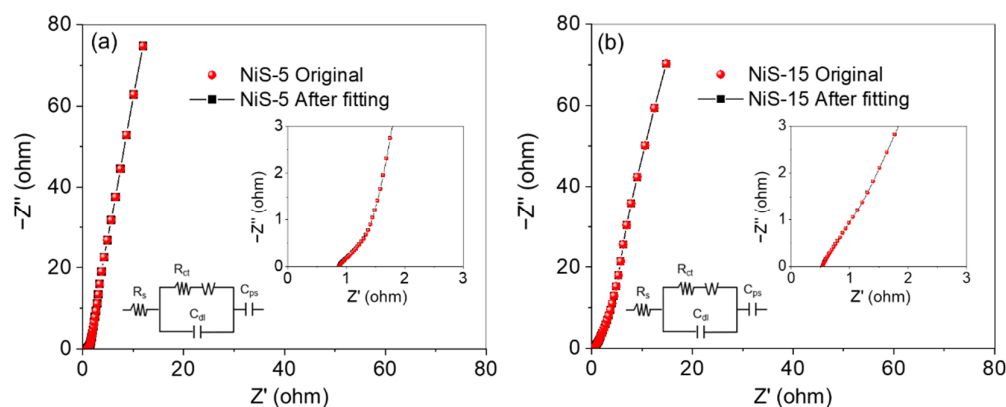 (a)
NiS-5 Original
NiS-5 After fitting
−Z'' (ohm)
80
60
40
20
0
0 20 40 60 80
Z' (ohm)
−Z'' (ohm)
3
2
1
0
0 1 2 3
Z' (ohm)
Rs
Rct
W
Cdl
Cps
(b)
NiS-15 Original
NiS-15 After fitting
−Z'' (ohm)
80
60
40
20
0
0 20 40 60 80
Z' (ohm)
−Z'' (ohm)
3
2
1
0
0 1 2 3
Z' (ohm)
Rs
Rct
W
Cdl
Cps